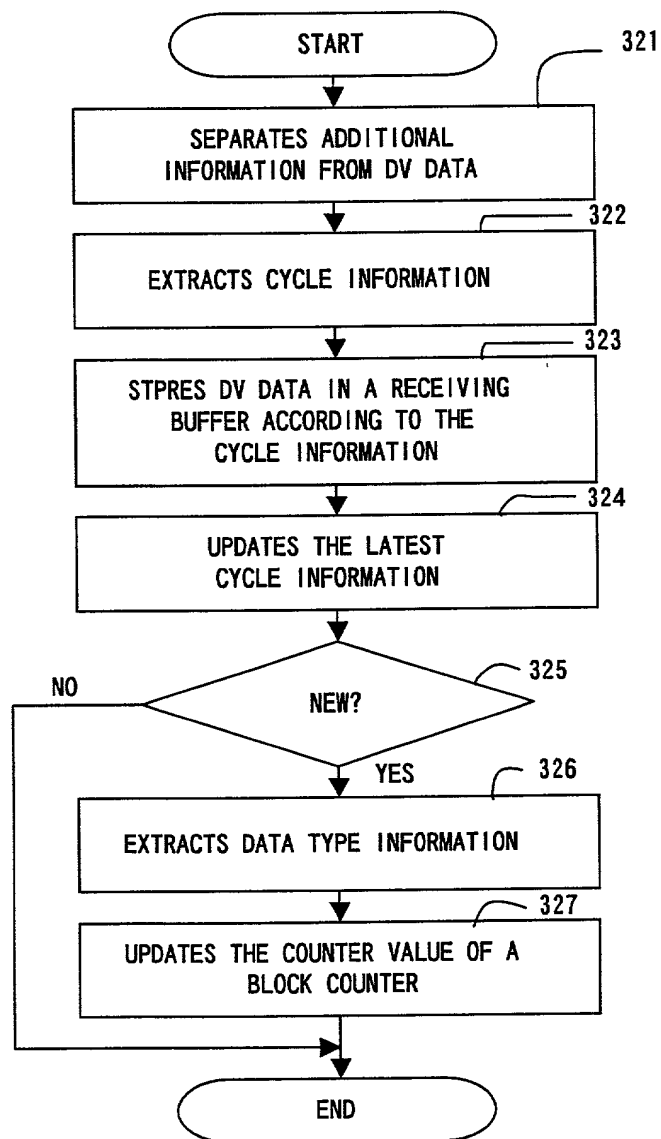 START
321
SEPARATES ADDITIONAL
INFORMATION FROM DV DATA
322
EXTRACTS CYCLE INFORMATION
323
STPRES DV DATA IN A RECEIVING
BUFFER ACCORDING TO THE
CYCLE INFORMATION
324
UPDATES THE LATEST
CYCLE INFORMATION
325
NO
NEW?
YES
326
EXTRACTS DATA TYPE INFORMATION
327
UPDATES THE COUNTER VALUE OF A
BLOCK COUNTER
END